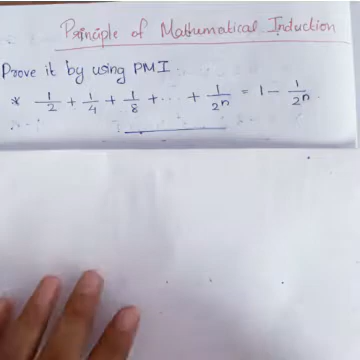 Principle of Mathematical Induction
Prove it by using PMI
* 1/2 + 1/4 + 1/8 + ... + 1/2ⁿ = 1 - 1/2ⁿ.